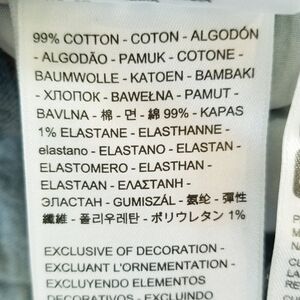 99% COTTON - COTON - ALGODÓN
- ALGODÃO - PAMUK - COTONE -
BAUMWOLLE - KATOEN - BAMBAKI
- ХЛОПОК - BAWEŁNA - PAMUT -
BAVLNA - 棉 - 면 - 綿 99% - KAPAS
1% ELASTANE - ELASTHANNE -
elastano - ELASTANO - ELASTAN -
ELASTOMERO - ELASTHAN -
ELASTAAN - ΕΛΑΣΤΑΝΗ -
ЭЛАСТАН - GUMISZÁL - 氨纶 - 彈性
纖維 - 폴리우레탄 - ポリウレタン 1%
EXCLUSIVE OF DECORATION -
EXCLUANT L'ORNEMENTATION -
EXCLUYENDO ELEMENTOS
DECORATIVOS - EXCLUINDO